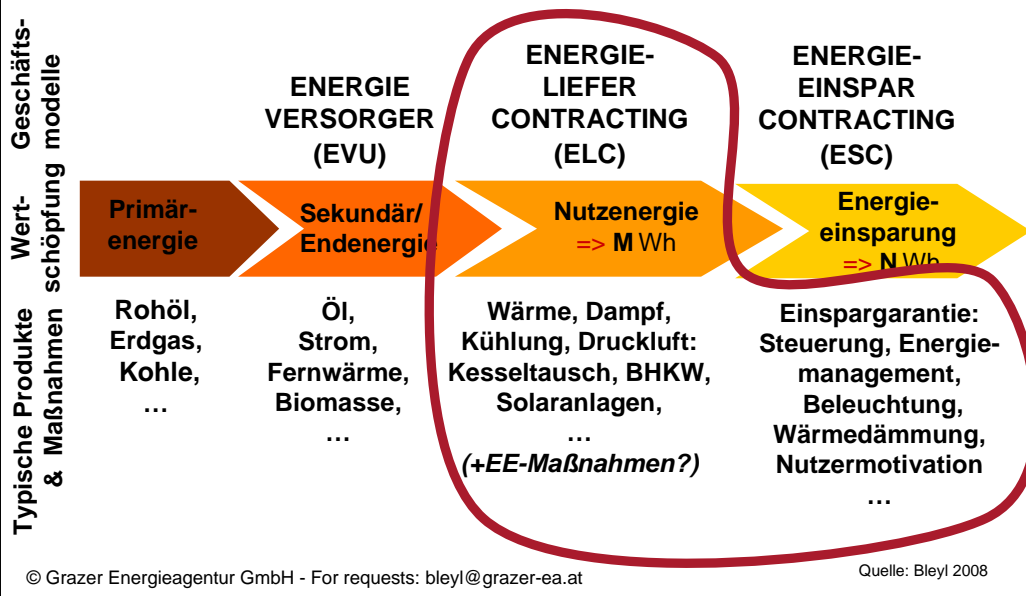 Geschäfts-
modelle
Wert-
schöpfung
Typische Produkte
& Maßnahmen
ENERGIE
VERSORGER
(EVU)
ENERGIE-
LIEFER
CONTRACTING
(ELC)
ENERGIE-
EINSPAR
CONTRACTING
(ESC)
Primär-
energie
Sekundär/
Endenergie
Nutzenergie
=> M Wh
Energie-
einsparung
=> N Wh
Rohöl,
Erdgas,
Kohle,
…
Öl,
Strom,
Fernwärme,
Biomasse,
…
Wärme, Dampf,
Kühlung, Druckluft:
Kesseltausch, BHKW,
Solaranlagen,
…
(+EE-Maßnahmen?)
Einspargarantie:
Steuerung, Energie-
management,
Beleuchtung,
Wärmedämmung,
Nutzermotivation
…
© Grazer Energieagentur GmbH - For requests: bleyl@grazer-ea.at
Quelle: Bleyl 2008